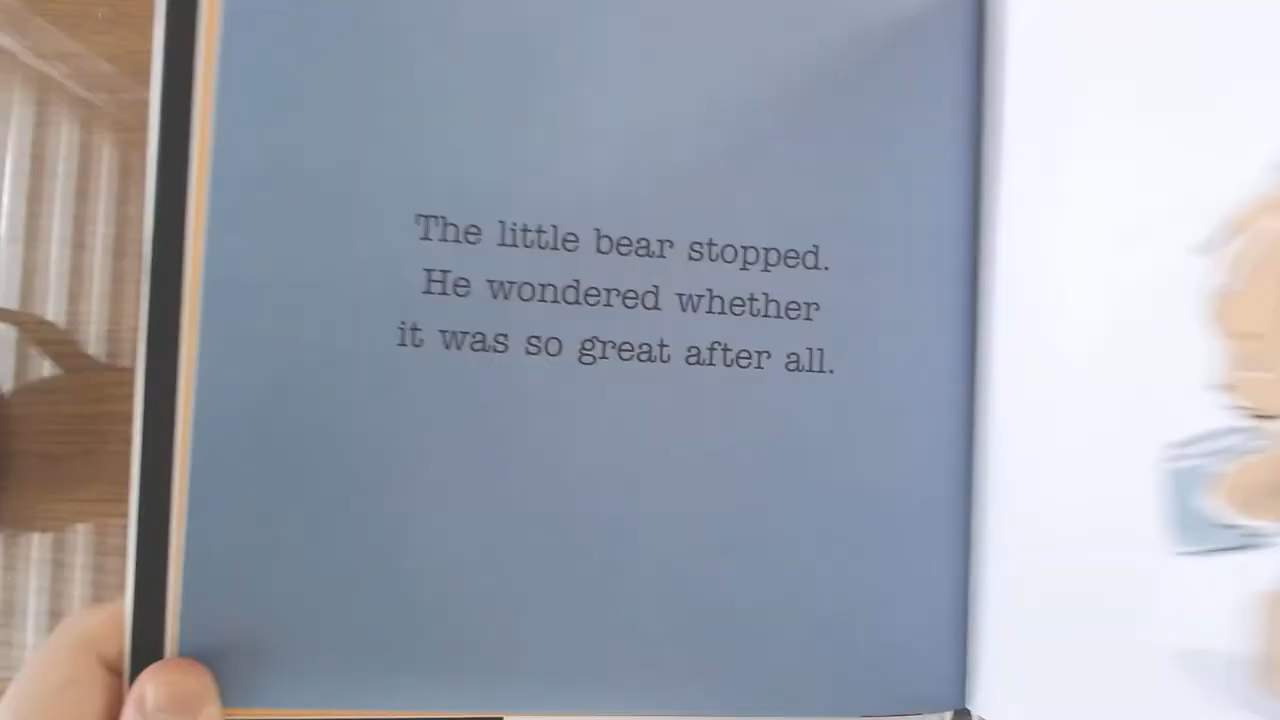 The little bear stopped.
He wondered whether
it was so great after all.